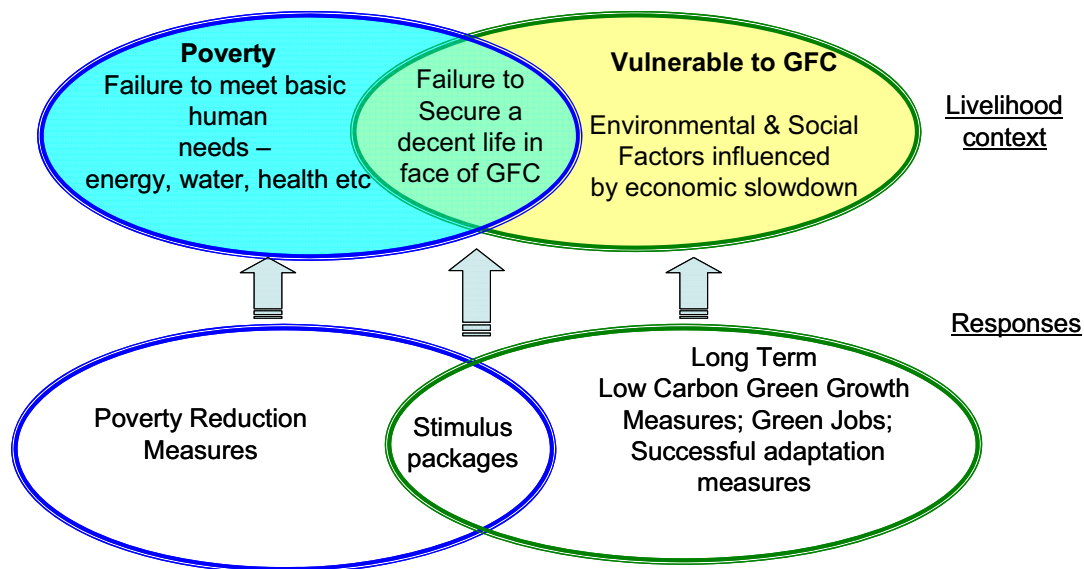 Poverty
Failure to meet basic
human
needs –
energy, water, health etc
Failure to
Secure a
decent life in
face of GFC
Vulnerable to GFC
Environmental & Social
Factors influenced
by economic slowdown
Livelihood
context
Responses
Poverty Reduction
Measures
Stimulus
packages
Long Term
Low Carbon Green Growth
Measures; Green Jobs;
Successful adaptation
measures